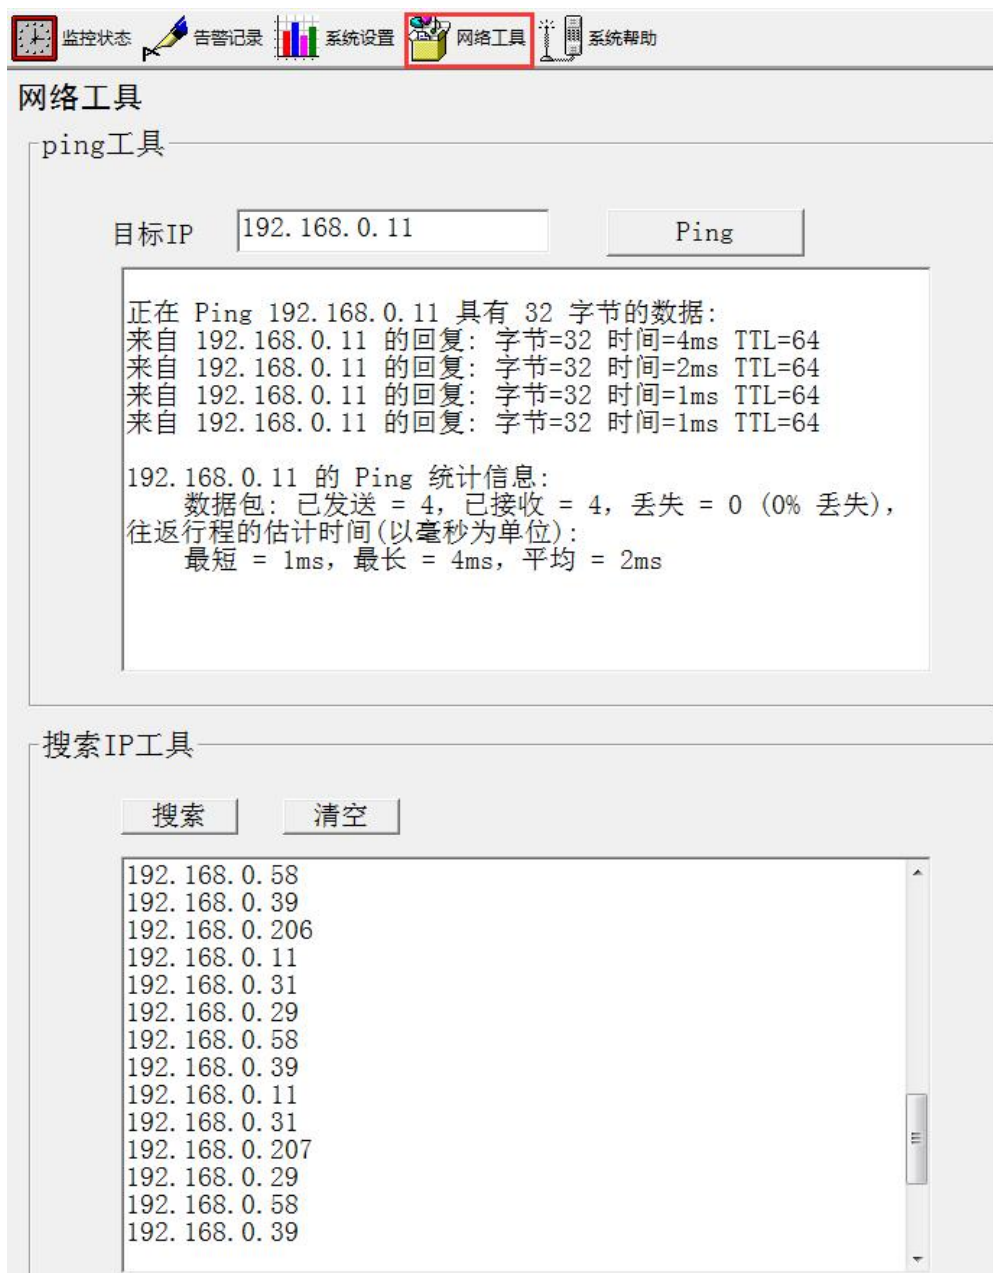 监控状态 告警记录 系统设置 网络工具 系统帮助
网络工具
ping工具
目标IP 192.168.0.11 Ping
正在 Ping 192.168.0.11 具有 32 字节的数据:
来自 192.168.0.11 的回复: 字节=32 时间=4ms TTL=64
来自 192.168.0.11 的回复: 字节=32 时间=2ms TTL=64
来自 192.168.0.11 的回复: 字节=32 时间=1ms TTL=64
来自 192.168.0.11 的回复: 字节=32 时间=1ms TTL=64
192.168.0.11 的 Ping 统计信息:
数据包: 已发送 = 4, 已接收 = 4, 丢失 = 0 (0% 丢失),
往返行程的估计时间(以毫秒为单位):
最短 = 1ms, 最长 = 4ms, 平均 = 2ms
搜索IP工具
搜索 清空
192.168.0.58
192.168.0.39
192.168.0.206
192.168.0.11
192.168.0.31
192.168.0.29
192.168.0.58
192.168.0.39
192.168.0.11
192.168.0.31
192.168.0.207
192.168.0.29
192.168.0.58
192.168.0.39